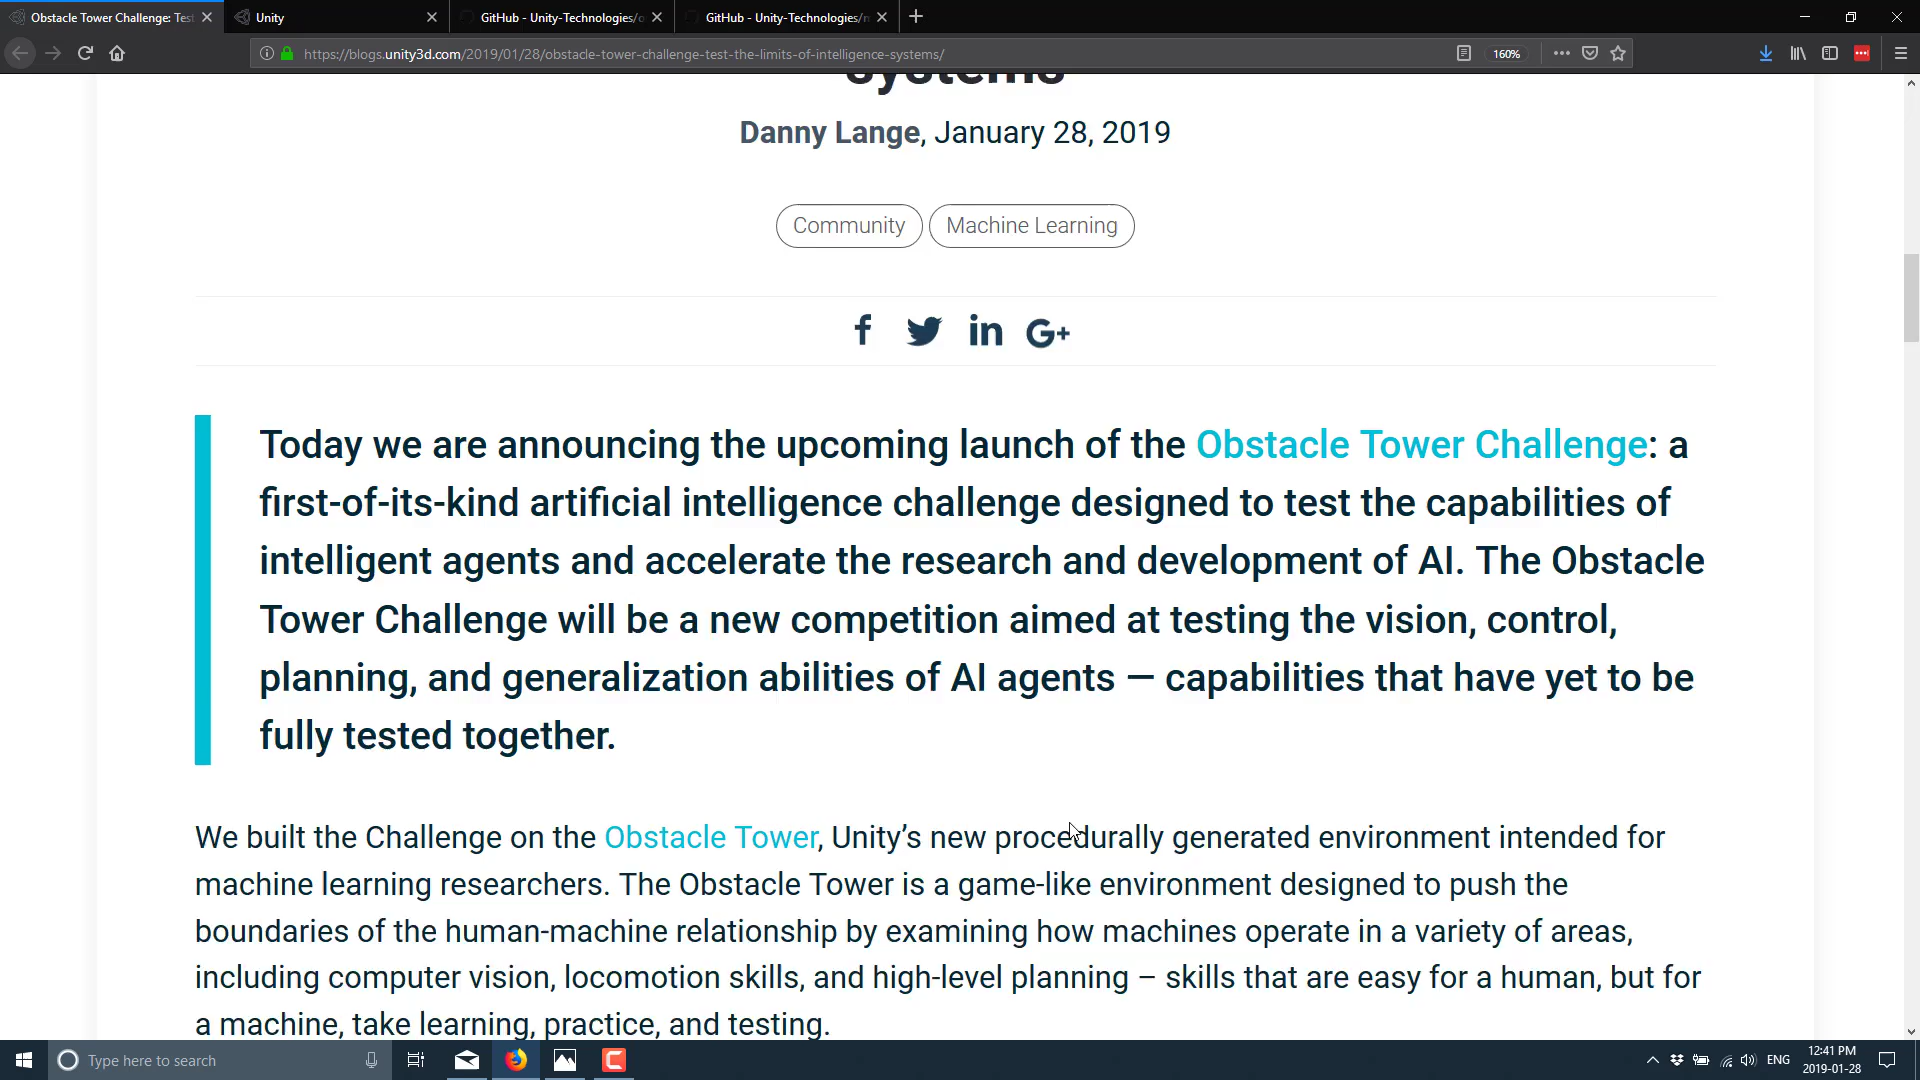 Obstacle Tower Challenge: Tes
Unity
GitHub - Unity-Technologies/o
GitHub - Unity-Technologies/m
https://blogs.unity3d.com/2019/01/28/obstacle-tower-challenge-test-the-limits-of-intelligence-systems/
160%
systems
Danny Lange, January 28, 2019
Community
Machine Learning
f in G+
Today we are announcing the upcoming launch of the Obstacle Tower Challenge: a
first-of-its-kind artificial intelligence challenge designed to test the capabilities of
intelligent agents and accelerate the research and development of AI. The Obstacle
Tower Challenge will be a new competition aimed at testing the vision, control,
planning, and generalization abilities of AI agents — capabilities that have yet to be
fully tested together.
We built the Challenge on the Obstacle Tower, Unity’s new procedurally generated environment intended for
machine learning researchers. The Obstacle Tower is a game-like environment designed to push the
boundaries of the human-machine relationship by examining how machines operate in a variety of areas,
including computer vision, locomotion skills, and high-level planning – skills that are easy for a human, but for
a machine, take learning, practice, and testing.
Type here to search
ENG
12:41 PM
2019-01-28